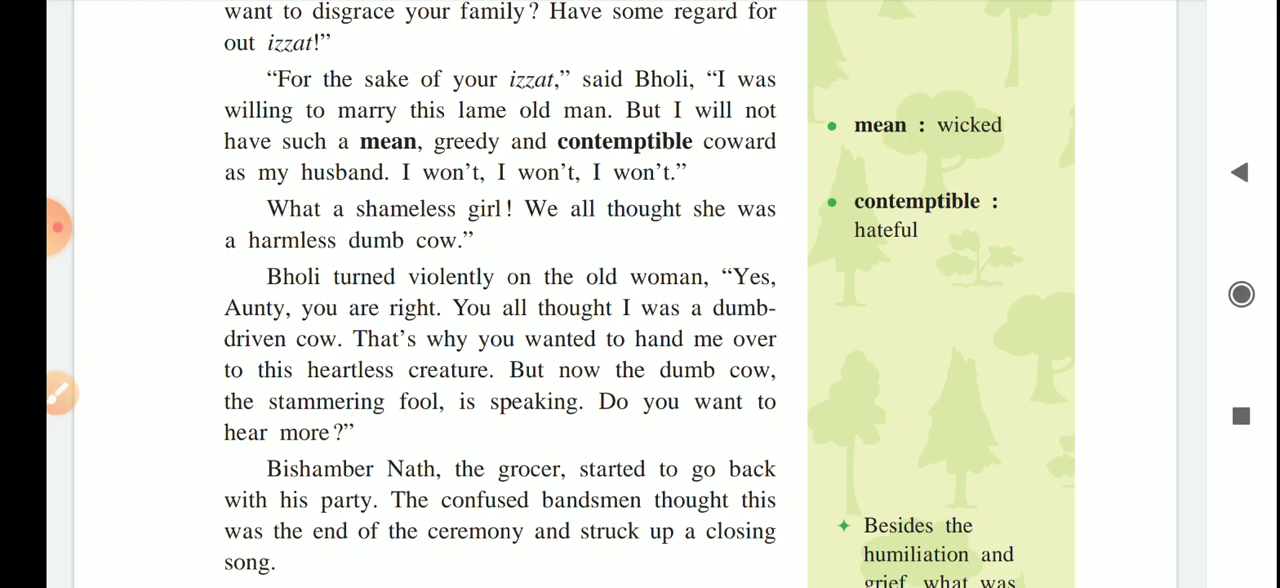 want to disgrace your family? Have some regard for
out izzat!”
“For the sake of your izzat,” said Bholi, “I was
willing to marry this lame old man. But I will not
have such a mean, greedy and contemptible coward
as my husband. I won’t, I won’t, I won’t.”
What a shameless girl! We all thought she was
a harmless dumb cow.”
Bholi turned violently on the old woman, “Yes,
Aunty, you are right. You all thought I was a dumb-
driven cow. That’s why you wanted to hand me over
to this heartless creature. But now the dumb cow,
the stammering fool, is speaking. Do you want to
hear more?”
Bishamber Nath, the grocer, started to go back
with his party. The confused bandsmen thought this
was the end of the ceremony and struck up a closing
song.
mean : wicked
contemptible :
hateful
Besides the
humiliation and
grief, what was